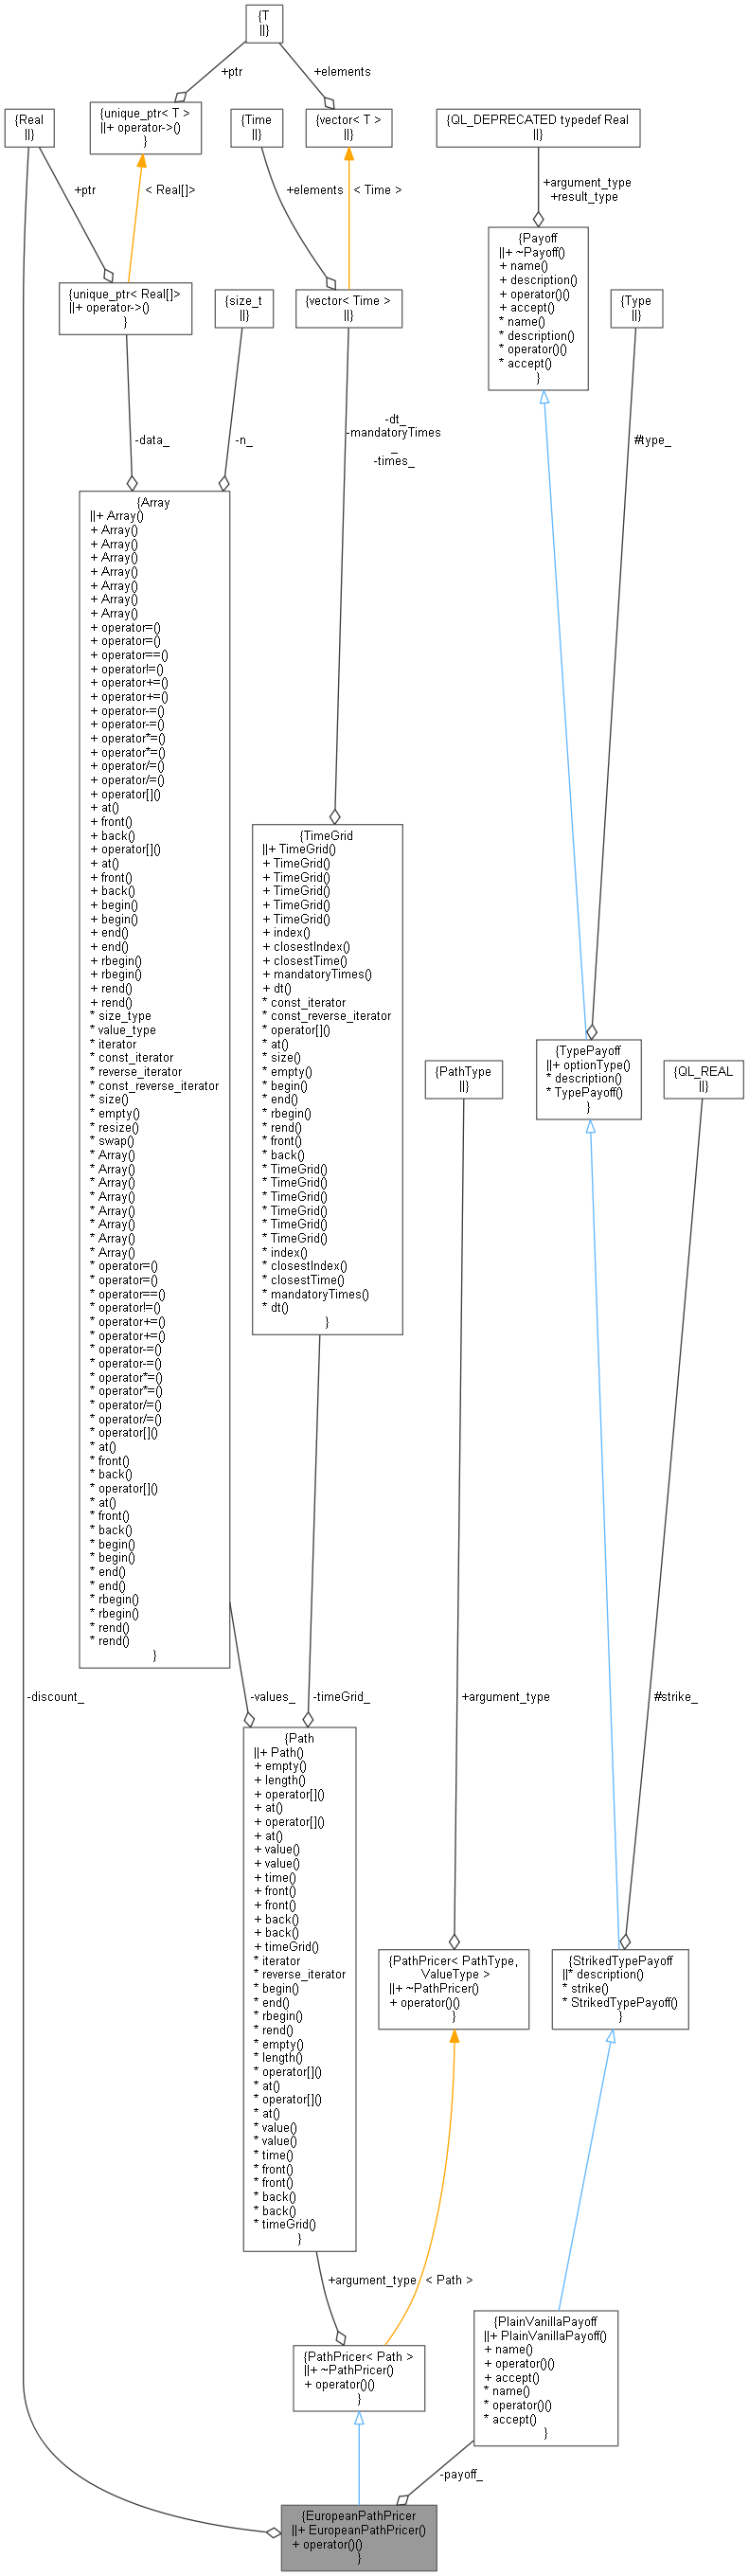 {T
||}
+ptr
+elements
{Real
||}
{unique_ptr< T >
||+ operator->()
}
{Time
||}
{vector< T >
||}
{QL_DEPRECATED typedef Real
||}
+ptr
< Real[]>
+elements
< Time >
+argument_type
+result_type
{Payoff
||+ ~Payoff()
+ name()
+ description()
+ operator()()
+ accept()
* name()
* description()
* operator()()
* accept()
}
{unique_ptr< Real[]>
||+ operator->()
}
{size_t
||}
{vector< Time >
||}
{Type
||}
-data_
-n_
-dt_
-mandatoryTimes
_
-times_
#type_
{Array
||+ Array()
+ Array()
+ Array()
+ Array()
+ Array()
+ Array()
+ Array()
+ Array()
+ operator=()
+ operator=()
+ operator==()
+ operator!=()
+ operator+=()
+ operator+=()
+ operator-=()
+ operator-=()
+ operator*=()
+ operator*=()
+ operator/=()
+ operator/=()
+ operator[]()
+ at()
+ front()
+ back()
+ operator[]()
+ at()
+ front()
+ back()
+ begin()
+ begin()
+ end()
+ end()
+ rbegin()
+ rbegin()
+ rend()
+ rend()
* size_type
* value_type
* iterator
* const_iterator
* reverse_iterator
* const_reverse_iterator
* size()
* empty()
* resize()
* swap()
* Array()
* Array()
* Array()
* Array()
* Array()
* Array()
* Array()
* Array()
* operator=()
* operator=()
* operator==()
* operator!=()
* operator+=()
* operator+=()
* operator-=()
* operator-=()
* operator*=()
* operator*=()
* operator/=()
* operator/=()
* operator[]()
* at()
* front()
* back()
* operator[]()
* at()
* front()
* back()
* begin()
* begin()
* end()
* end()
* rbegin()
* rbegin()
* rend()
* rend()
}
{TimeGrid
||+ TimeGrid()
+ TimeGrid()
+ TimeGrid()
+ TimeGrid()
+ TimeGrid()
+ TimeGrid()
+ index()
+ closestIndex()
+ closestTime()
+ mandatoryTimes()
+ dt()
* const_iterator
* const_reverse_iterator
* operator[]()
* at()
* size()
* empty()
* begin()
* end()
* rbegin()
* rend()
* front()
* back()
* TimeGrid()
* TimeGrid()
* TimeGrid()
* TimeGrid()
* TimeGrid()
* TimeGrid()
* index()
* closestIndex()
* closestTime()
* mandatoryTimes()
* dt()
}
{PathType
||}
{TypePayoff
||+ optionType()
* description()
* TypePayoff()
}
{QL_REAL
||}
-discount_
-values_
-timeGrid_
+argument_type
#strike_
{Path
||+ Path()
+ empty()
+ length()
+ operator[]()
+ at()
+ operator[]()
+ at()
+ value()
+ value()
+ time()
+ front()
+ front()
+ back()
+ back()
+ timeGrid()
* iterator
* reverse_iterator
* begin()
* end()
* rbegin()
* rend()
* empty()
* length()
* operator[]()
* at()
* operator[]()
* at()
* value()
* value()
* time()
* front()
* front()
* back()
* back()
* timeGrid()
}
{PathPricer< PathType,
ValueType >
||+ ~PathPricer()
+ operator()()
}
{StrikedTypePayoff
||* description()
* strike()
* StrikedTypePayoff()
}
+argument_type
< Path >
{PathPricer< Path >
||+ ~PathPricer()
+ operator()()
}
{PlainVanillaPayoff
||+ PlainVanillaPayoff()
+ name()
+ operator()()
+ accept()
* name()
* operator()()
* accept()
}
-payoff_
{EuropeanPathPricer
||+ EuropeanPathPricer()
+ operator()()
}